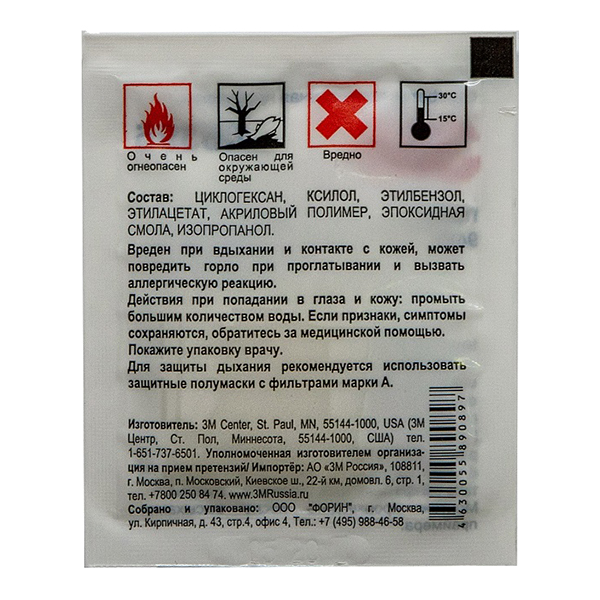 30°C
15°C
Очень
огнеопасен
Опасен для
окружающей
среды
Вредно
Состав: ЦИКЛОГЕКСАН, КСИЛОЛ, ЭТИЛБЕНЗОЛ,
ЭТИЛАЦЕТАТ, АКРИЛОВЫЙ ПОЛИМЕР, ЭПОКСИДНАЯ
СМОЛА, ИЗОПРОПАНОЛ.
Вреден при вдыхании и контакте с кожей, может
повредить горло при проглатывании и вызвать
аллергическую реакцию.
Действия при попадании в глаза и кожу: промыть
большим количеством воды. Если признаки, симптомы
сохраняются, обратитесь за медицинской помощью.
Покажите упаковку врачу.
Для защиты дыхания рекомендуется использовать
защитные полумаски с фильтрами марки А.
Изготовитель: 3M Center, St. Paul, MN, 55144-1000, USA (3М
Центр, Ст. Пол, Миннесота, 55144-1000, США) тел.
1-651-737-6501. Уполномоченная изготовителем организа-
ция на прием претензий/ Импортёр: АО «3М Россия», 108811,
г. Москва, п. Московский, Киевское ш., 22-й км, домовл. 6, стр. 1,
тел. +7800 250 84 74. www.3MRussia.ru
Собрано и упаковано: ООО "ФОРИН", г. Москва,
ул. Кирпичная, д. 43, стр.4, офис 4, Тел.: +7 (495) 988-46-58
4630055890897